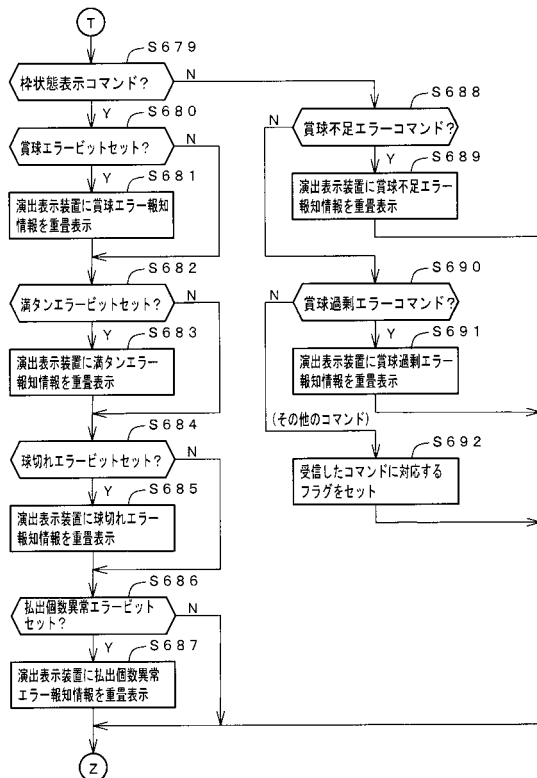 T
S679
枠状態表示コマンド?
N
Y
S680
賞球エラービットセット?
N
Y
S681
演出表示装置に賞球エラー報知
情報を重畳表示
S682
満タンエラービットセット?
N
Y
S683
演出表示装置に満タンエラー
報知情報を重畳表示
S684
球切れエラービットセット?
N
Y
S685
演出表示装置に球切れエラー
報知情報を重畳表示
S686
払出個数異常エラービット
セット?
N
Y
S687
演出表示装置に払出個数異常
エラー報知情報を重畳表示
Z
S688
賞球不足エラーコマンド?
N
Y
S689
演出表示装置に賞球不足エラー
報知情報を重畳表示
S690
賞球過剰エラーコマンド?
N
Y
S691
演出表示装置に賞球過剰エラー
報知情報を重畳表示
(その他のコマンド)
S692
受信したコマンドに対応する
フラグをセット